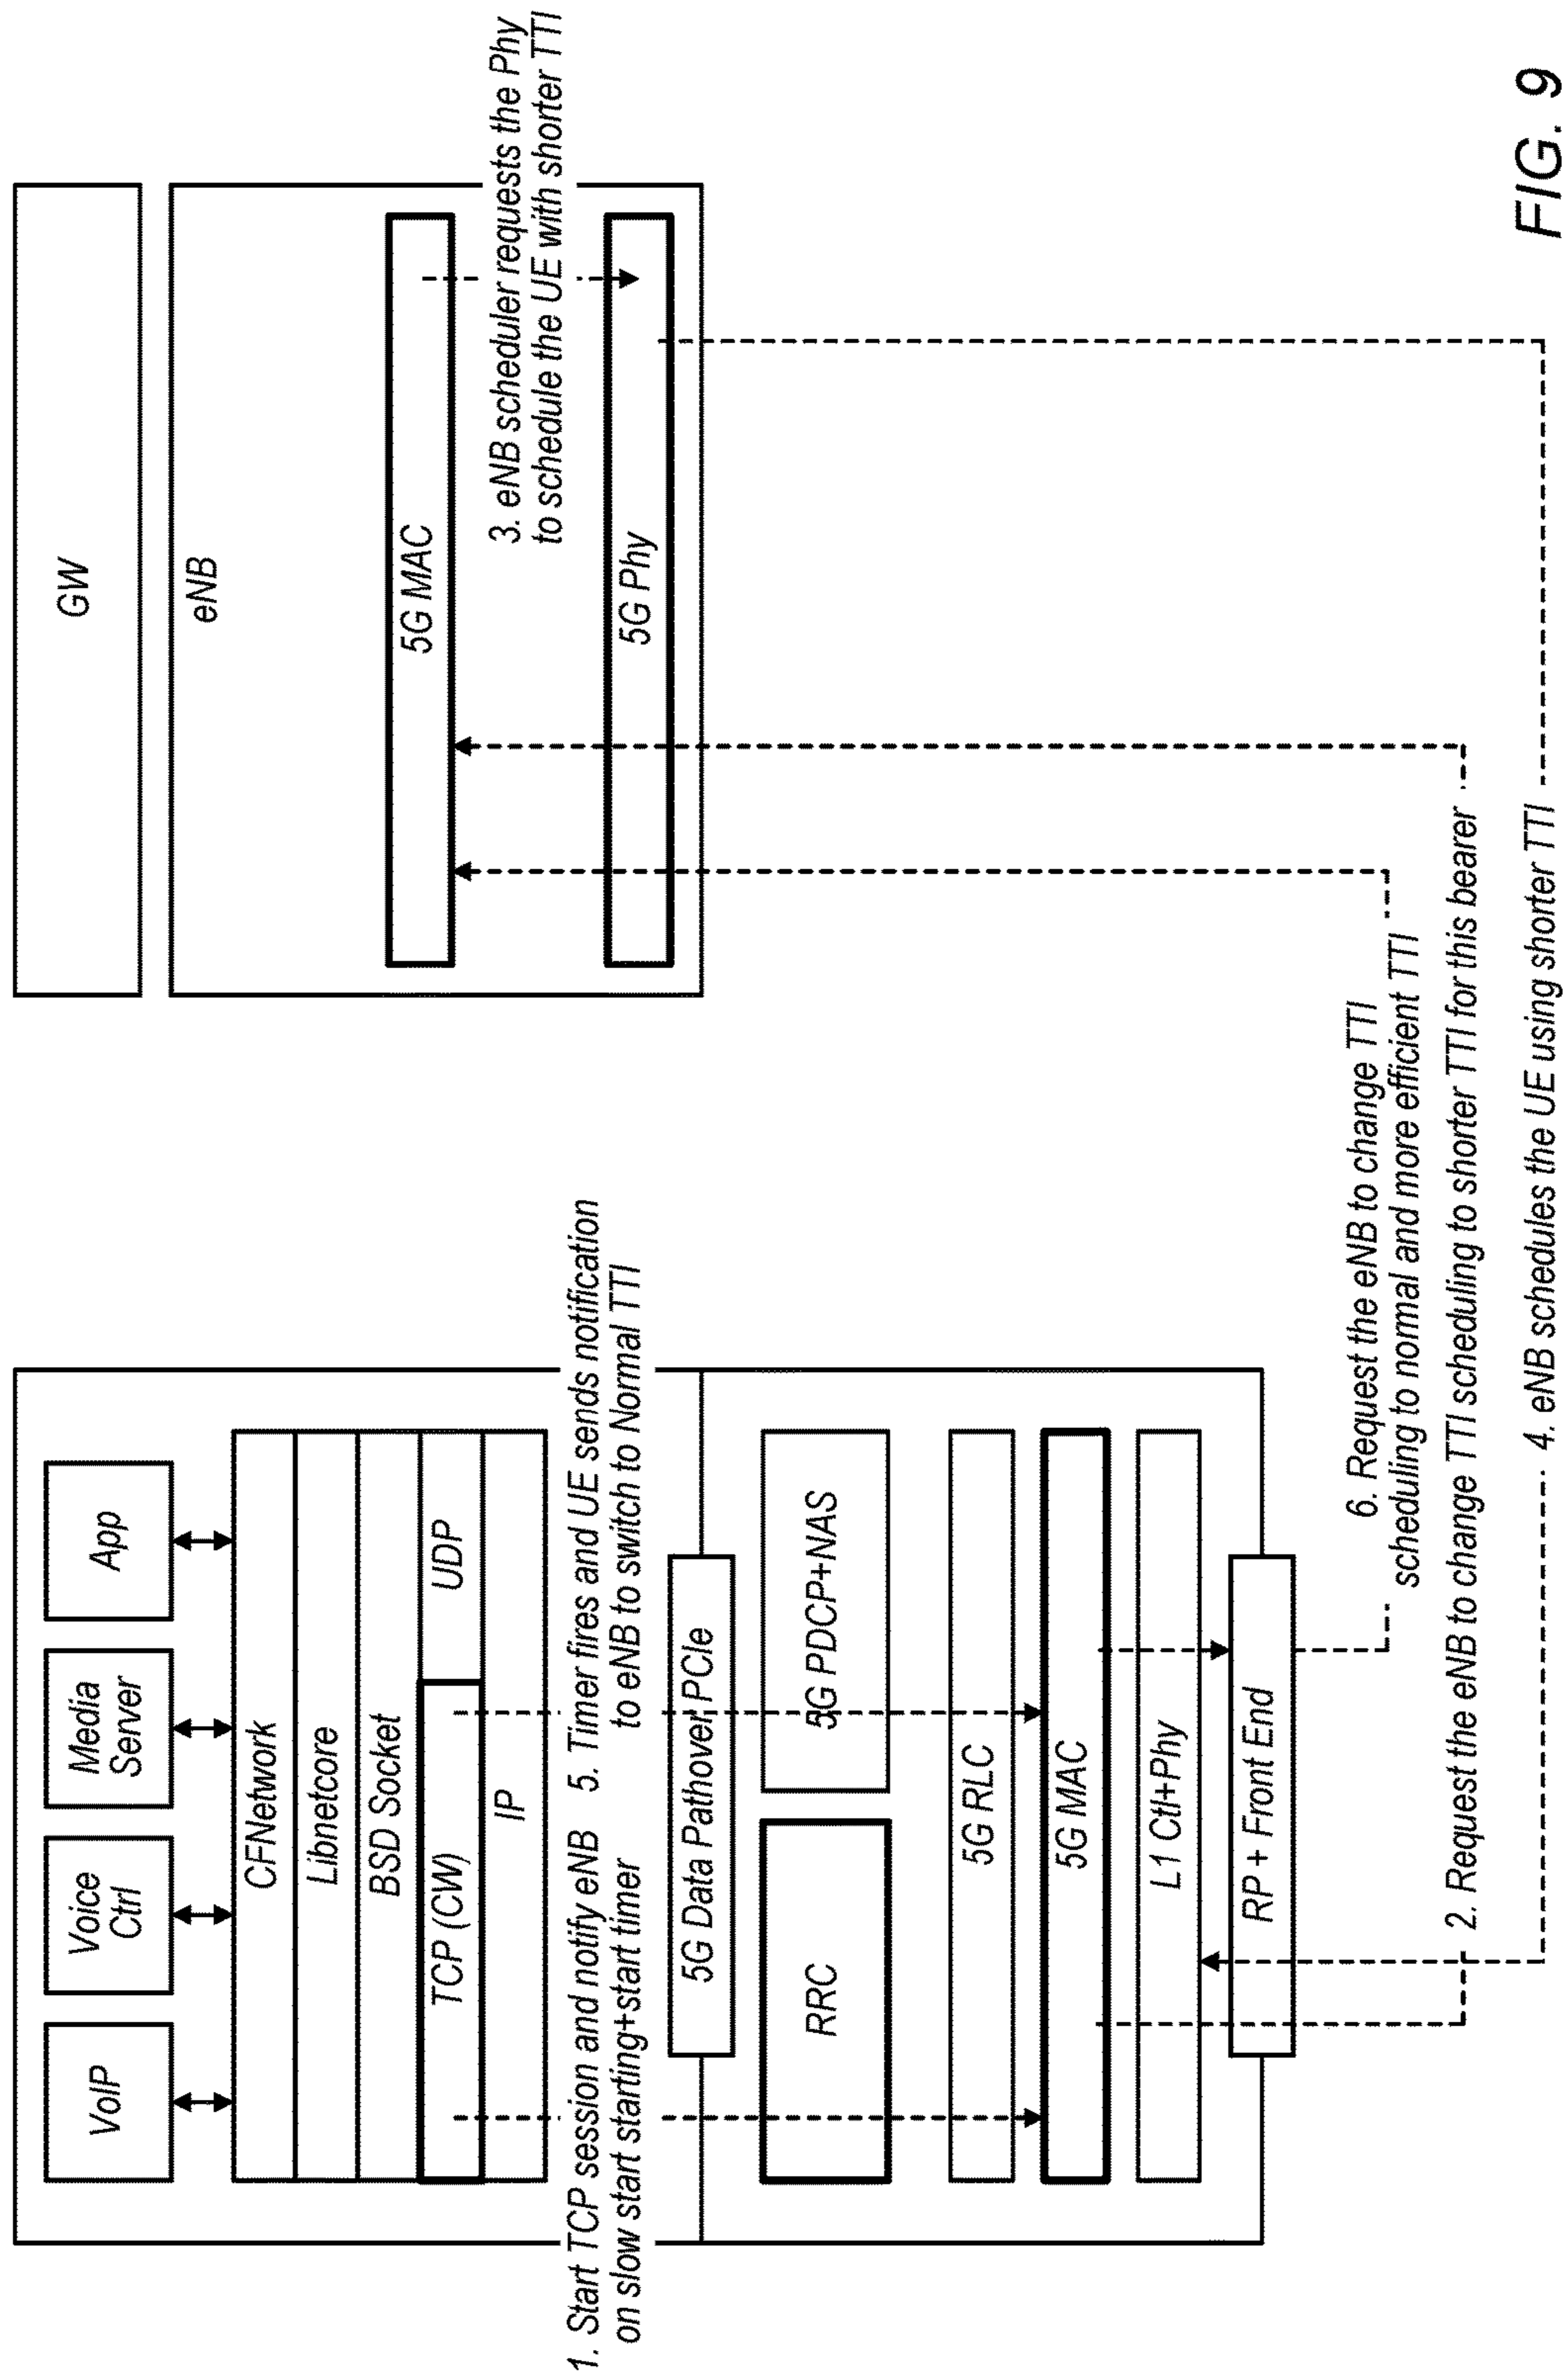 VoIP
Voice
Ctrl
Media
Server
App
CFNetwork
Libnetcore
BSD Socket
TCP (CW)
UDP
IP
1. Start TCP session and notify eNB
on slow start starting+start timer
5. Timer fires and UE sends notification
to eNB to switch to Normal TTI
5G Data Pathover PCIe
RRC
5G PDCP+NAS
5G RLC
5G MAC
L1 Ctl+Phy
RP + Front End
GW
eNB
5G MAC
3. eNB scheduler requests the Phy
to schedule the UE with shorter TTI
5G Phy
6. Request the eNB to change TTI
scheduling to normal and more efficient TTI
2. Request the eNB to change TTI scheduling to shorter TTI for this bearer
4. eNB schedules the UE using shorter TTI
FIG. 9